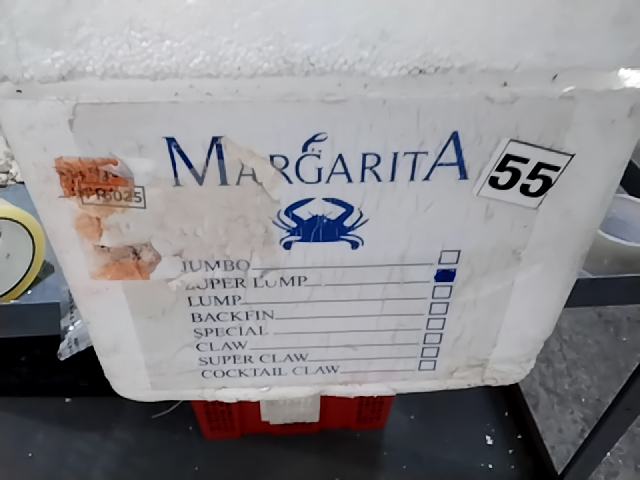 MARGARITA
55
JUMBO
SUPER LUMP
LUMP
BACKFIN
SPECIAL
CLAW
SUPER CLAW
COCKTAIL CLAW